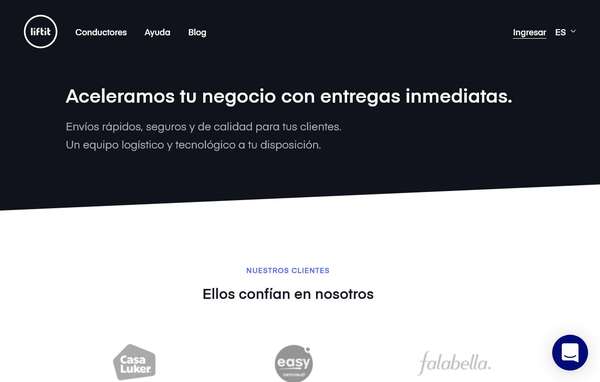 liftit Conductores Ayuda Blog Ingresar ES
Aceleramos tu negocio con entregas inmediatas.
Envíos rápidos, seguros y de calidad para tus clientes.
Un equipo logístico y tecnológico a tu disposición.
NUESTROS CLIENTES
Ellos confían en nosotros
Casa
Luker.
easy
falabella.